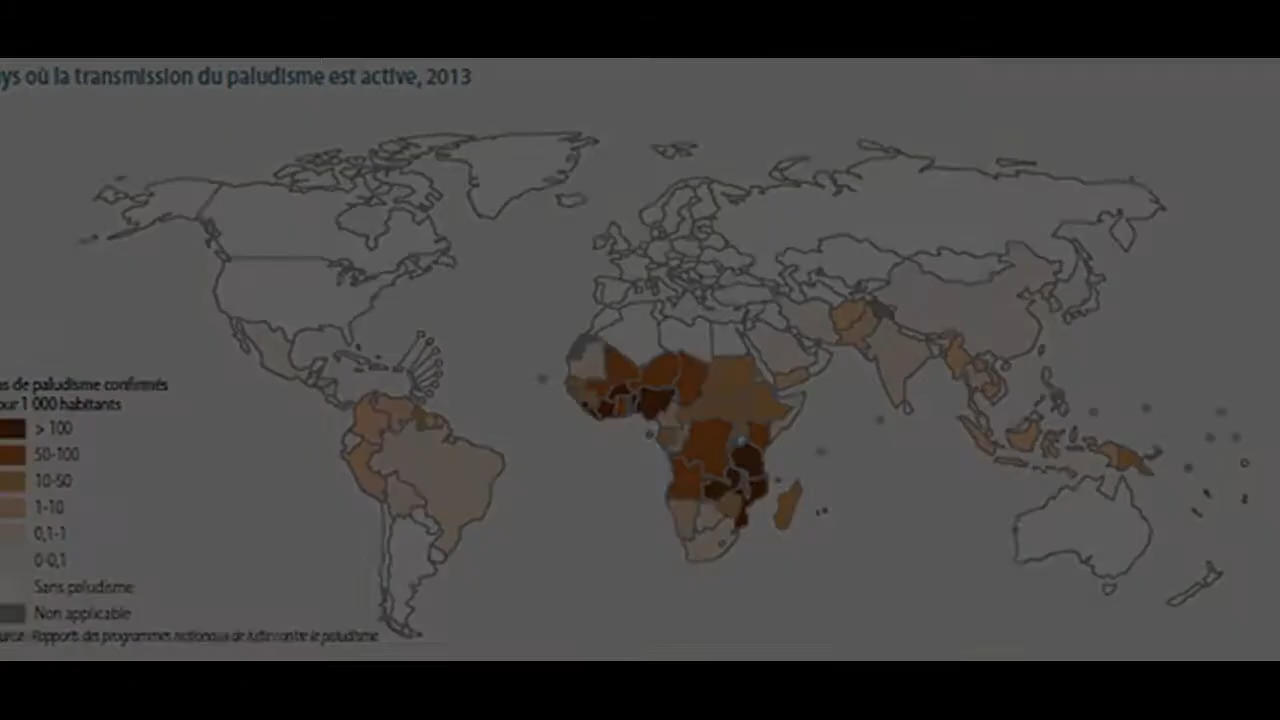 ys où la transmission du paludisme est active, 2013
as de paludisme confirmés
our 1 000 habitants
> 100
50-100
10-50
1-10
0,1-1
0-0,1
Sans paludisme
Non applicable
urce : Rapports des programmes nationaux de lutte contre le paludisme